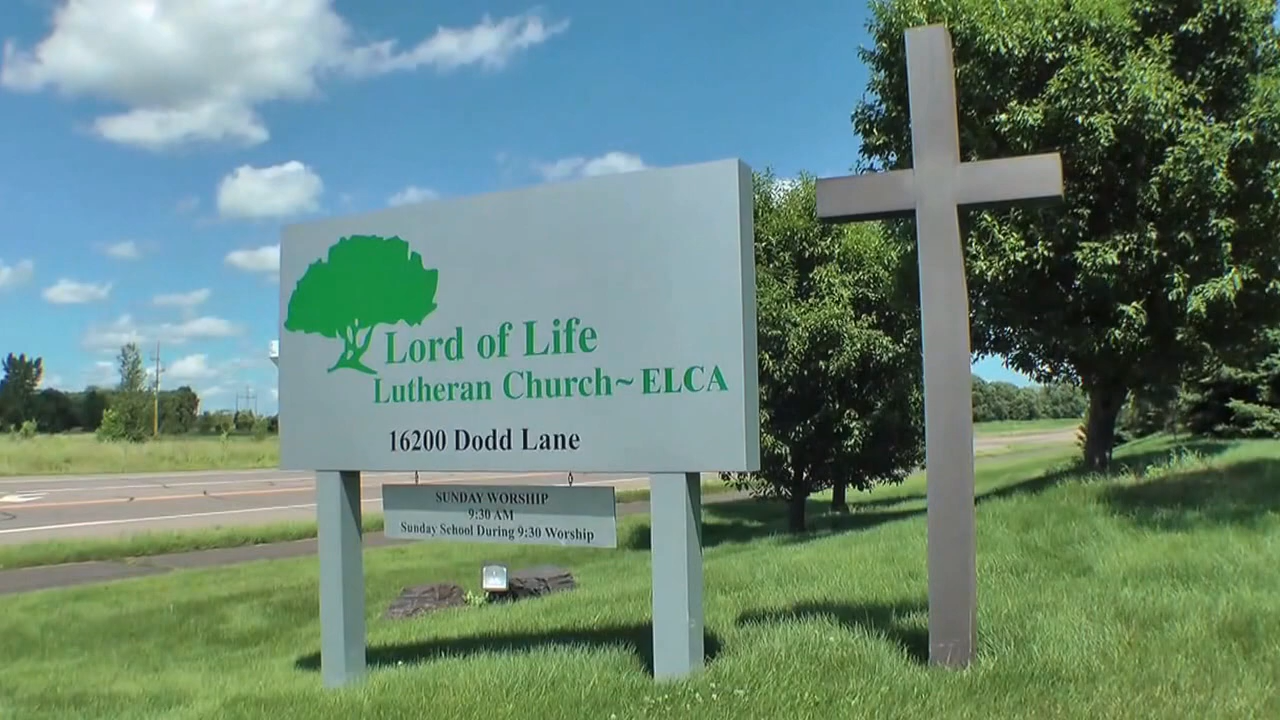 Lord of Life
Lutheran Church~ELCA
16200 Dodd Lane
SUNDAY WORSHIP
9:30 AM
Sunday School During 9:30 Worship